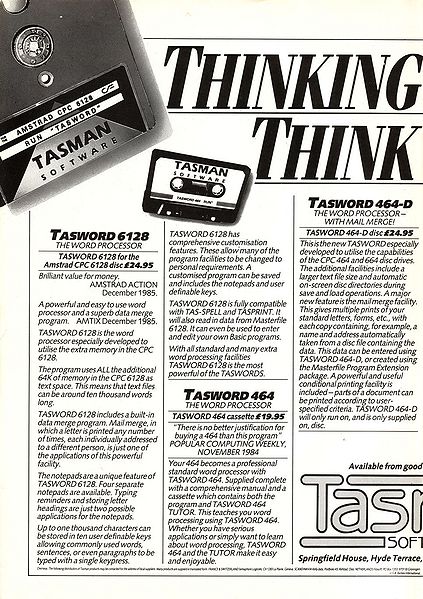 AMSTRAD CPC 6128
RUN "TASWORD"
TASMAN
SOFTWARE
THINKING
THINK
TASMAN
SOFTWARE
TASWORD 464 RUN"
TASWORD 6128
THE WORD PROCESSOR
TASWORD 6128 for the
Amstrad CPC 6128 disc £24.95
Brilliant value for money.
AMSTRAD ACTION
December 1985.
A powerful and easy to use word
processor and a superb data merge
program. AMTIX December 1985.
TASWORD 6128 is the word
processor especially developed to
utilise the extra memory in the CPC
6128.
The program uses ALL the additional
64K of memory in the CPC 6128 as
text space. This means that text files
can be around ten thousand words
long.
TASWORD 6128 includes a built-in
data merge program. Mail merge, in
which a letter is printed any number
of times, each individually addressed
to a different person, is just one of
the applications of this powerful
facility.
The notepads are a unique feature of
TASWORD 6128. Four separate
notepads are available. Typing
reminders and storing letter
headings are just two possible
applications for the notepads.
Up to one thousand characters can
be stored in ten user definable keys
allowing commonly used words,
sentences, or even paragraphs to be
typed with a single keypress.
TASWORD 6128 has
comprehensive customisation
features. These allow many of the
program facilities to be changed to
personal requirements. A
customised program can be saved
and includes the notepads and user
definable keys.
TASWORD 6128 is fully compatible
with TAS-SPELL and TASPRINT. It
will also read in data from Masterfile
6128. It can even be used to enter
and edit your own Basic programs.
With all standard and many extra
word processing facilities
TASWORD 6128 is the most
powerful of the TASWORDS.
TASWORD 464
THE WORD PROCESSOR
TASWORD 464 cassette £19.95
"There is no better justification for
buying a 464 than this program"
POPULAR COMPUTING WEEKLY,
NOVEMBER 1984
Your 464 becomes a professional
standard word processor with
TASWORD 464. Supplied complete
with a comprehensive manual and a
cassette which contains both the
program and TASWORD 464
TUTOR. This teaches you word
processing using TASWORD 464.
Whether you have serious
applications or simply want to learn
about word processing, TASWORD
464 and the TUTOR make it easy
and enjoyable.
TASWORD 464-D
THE WORD PROCESSOR–
WITH MAIL MERGE!
TASWORD 464-D disc £24.95
This is the new TASWORD especially
developed to utilise the capabilities
of the CPC 464 and 664 disc drives.
The additional facilities include a
larger text file size and automatic
on-screen disc directories during
save and load operations. A major
new feature is the mail merge facility.
This gives multiple prints of your
standard letters, forms, etc., with
each copy containing, for example, a
name and address automatically
taken from a disc file containing the
data. This data can be entered using
TASWORD 464-D, or created using
the Masterfile Program Extension
package. A powerful and useful
conditional printing facility is
included – parts of a document can
be printed according to user-
specified criteria. TASWORD 464-D
will only run on, and is only supplied
on, disc.
Available from good
Tasm
SOFT
Springfield House, Hyde Terrace,